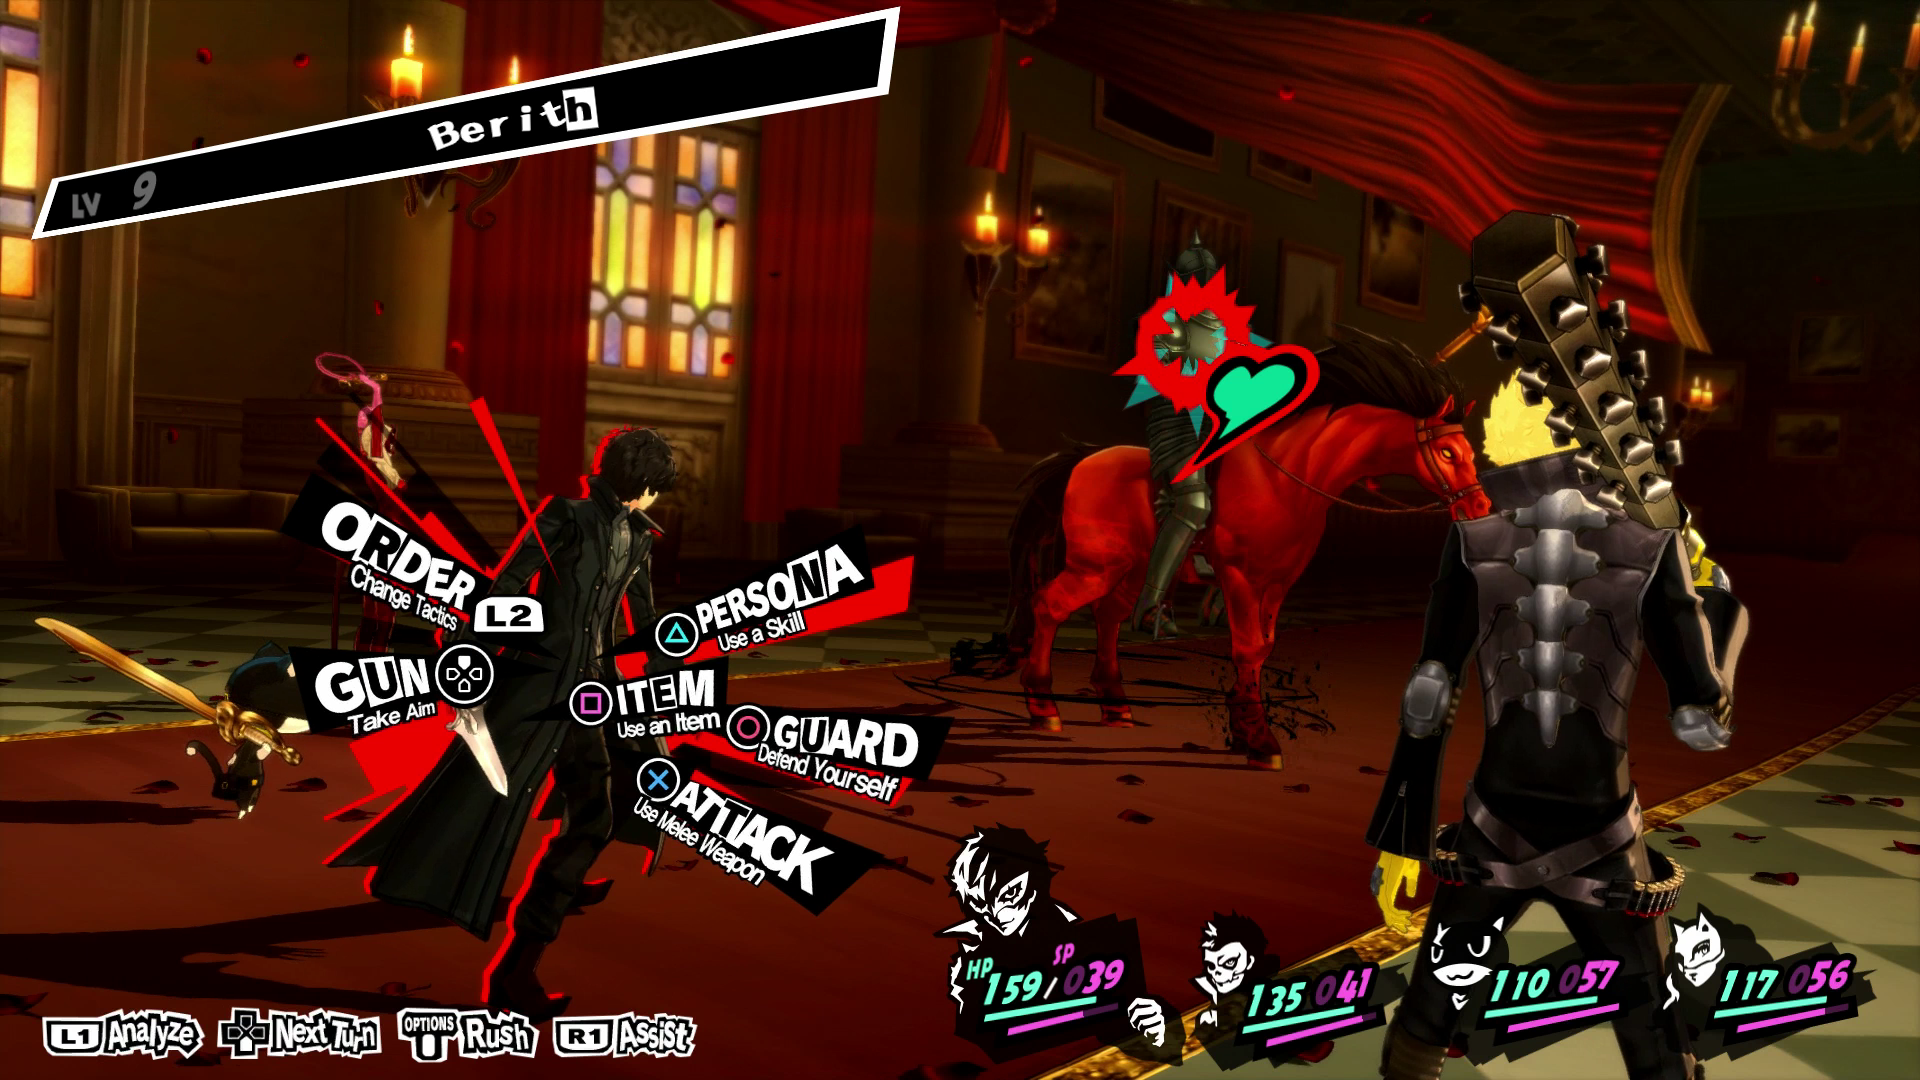 Berith
LV 9
ORDER
Change Tactics
L2
GUN
Take Aim
PERSONA
Use a Skill
ITEM
Use an Item
GUARD
Defend Yourself
ATTACK
Use Melee Weapon
HP 159/ SP 039
135 041
110 057
117 056
L1 Analyze Next Turn OPTIONS Rush R1 Assist